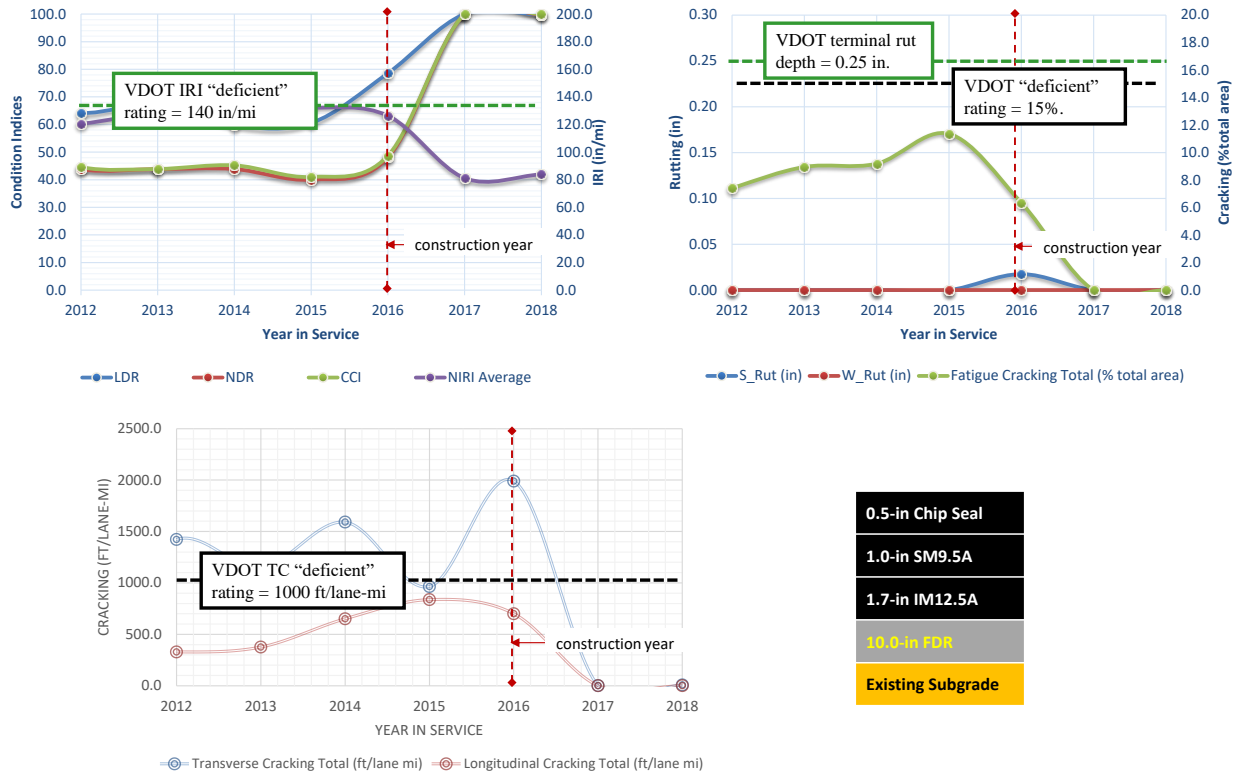 100.0
90.0
80.0
70.0
60.0
50.0
40.0
30.0
20.0
10.0
0.0
Condition Indices
200.0
180.0
160.0
140.0
120.0
100.0
80.0
60.0
40.0
20.0
0.0
IRI (in/mi)
VDOT IRI “deficient”
rating = 140 in/mi
construction year
2012 2013 2014 2015 2016 2017 2018
Year in Service
LDR NDR CCI NIRI Average
0.30
0.25
0.20
0.15
0.10
0.05
0.00
Rutting (in)
20.0
18.0
16.0
14.0
12.0
10.0
8.0
6.0
4.0
2.0
0.0
Cracking (%total area)
VDOT terminal rut
depth = 0.25 in.
VDOT “deficient”
rating = 15%.
construction year
2012 2013 2014 2015 2016 2017 2018
Year in Service
S_Rut (in) W_Rut (in) Fatigue Cracking Total (% total area)
2500.0
2000.0
1500.0
1000.0
500.0
0.0
CRACKING (FT/LANE-MI)
VDOT TC “deficient”
rating = 1000 ft/lane-mi
construction year
2012 2013 2014 2015 2016 2017 2018
YEAR IN SERVICE
Transverse Cracking Total (ft/lane mi) Longitudinal Cracking Total (ft/lane mi)
0.5-in Chip Seal
1.0-in SM9.5A
1.7-in IM12.5A
10.0-in FDR
Existing Subgrade